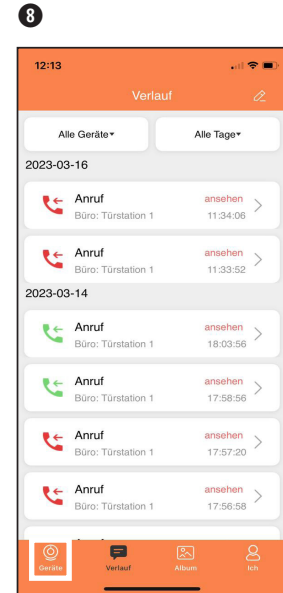 8
12:13
Verlauf
Alle Geräte▾ Alle Tage▾
2023-03-16
Anruf ansehen
Büro: Türstation 1 11:34:06
Anruf ansehen
Büro: Türstation 1 11:33:52
2023-03-14
Anruf ansehen
Büro: Türstation 1 18:03:56
Anruf ansehen
Büro: Türstation 1 17:58:56
Anruf ansehen
Büro: Türstation 1 17:57:20
Anruf ansehen
Büro: Türstation 1 17:56:58
Geräte Verlauf Album Ich